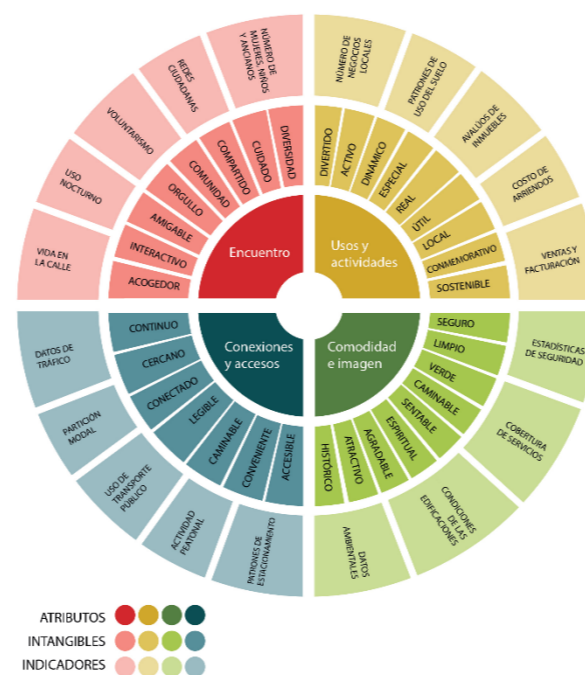 NÚMERO DE
MUJERES, NIÑOS
Y ANCIANOS
REDES
CIUDADANAS
VOLUNTARISMO
USO
NOCTURNO
VIDA EN
LA CALLE
DIVERSIDAD
CUIDADO
COMPARTIDO
COMUNIDAD
ORGULLO
AMIGABLE
INTERACTIVO
ACOGEDOR
Encuentro
NÚMERO DE
NEGOCIOS
LOCALES
PATRONES DE
USO DEL SUELO
AVALÚOS DE
INMUEBLES
COSTO DE
ARRIENDOS
VENTAS Y
FACTURACIÓN
DIVERTIDO
ACTIVO
DINÁMICO
ESPECIAL
REAL
ÚTIL
LOCAL
CONMEMORATIVO
SOSTENIBLE
Usos y
actividades
Conexiones
y accesos
CONTINUO
CERCANO
CONECTADO
LEGIBLE
CAMINABLE
CONVENIENTE
ACCESIBLE
DATOS DE
TRÁFICO
PARTICIÓN
MODAL
USO DE
TRANSPORTE
PÚBLICO
ACTIVIDAD
PEATONAL
PATRONES DE
ESTACIONAMIENTO
Comodidad
e imagen
SEGURO
LIMPIO
VERDE
CAMINABLE
SENTABLE
ESPIRITUAL
AGRADABLE
ATRACTIVO
HISTÓRICO
ESTADÍSTICAS
DE SEGURIDAD
COBERTURA
DE SERVICIOS
CONDICIONES
DE LAS
EDIFICACIONES
DATOS
AMBIENTALES
ATRIBUTOS
INTANGIBLES
INDICADORES